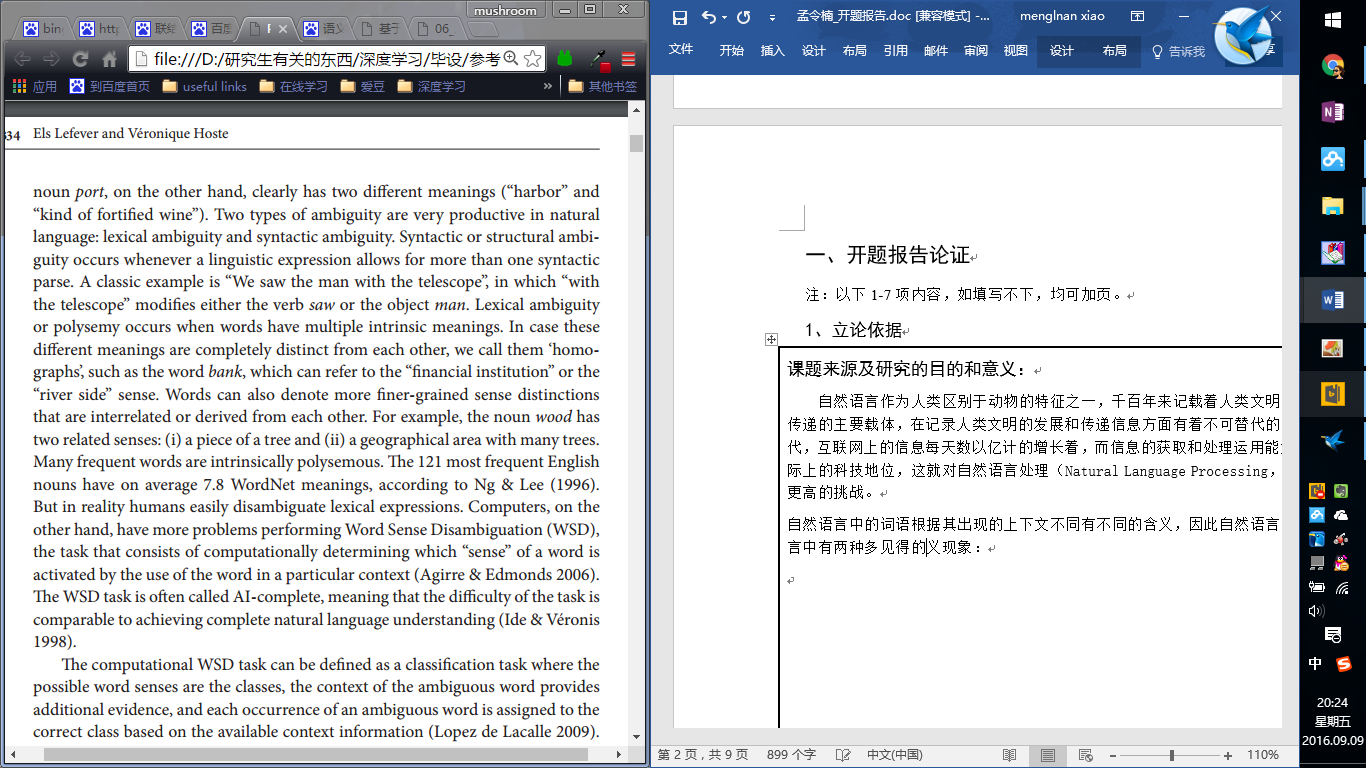 mushroom
bin
http
联结
百度
语义
基于
06_
file:///D:/研究生有关的东西/深度学习/毕设/参考
应用
到百度首页
useful links
在线学习
爱豆
深度学习
»
其他书签
334 Els Lefever and Véronique Hoste
noun port, on the other hand, clearly has two different meanings (“harbor” and
“kind of fortified wine”). Two types of ambiguity are very productive in natural
language: lexical ambiguity and syntactic ambiguity. Syntactic or structural ambi-
guity occurs whenever a linguistic expression allows for more than one syntactic
parse. A classic example is “We saw the man with the telescope”, in which “with
the telescope” modifies either the verb saw or the object man. Lexical ambiguity
or polysemy occurs when words have multiple intrinsic meanings. In case these
different meanings are completely distinct from each other, we call them ‘homo-
graphs’, such as the word bank, which can refer to the “financial institution” or the
“river side” sense. Words can also denote more finer-grained sense distinctions
that are interrelated or derived from each other. For example, the noun wood has
two related senses: (i) a piece of a tree and (ii) a geographical area with many trees.
Many frequent words are intrinsically polysemous. The 121 most frequent English
nouns have on average 7.8 WordNet meanings, according to Ng & Lee (1996).
But in reality humans easily disambiguate lexical expressions. Computers, on the
other hand, have more problems performing Word Sense Disambiguation (WSD),
the task that consists of computationally determining which “sense” of a word is
activated by the use of the word in a particular context (Agirre & Edmonds 2006).
The WSD task is often called AI-complete, meaning that the difficulty of the task is
comparable to achieving complete natural language understanding (Ide & Véronis
1998).
The computational WSD task can be defined as a classification task where the
possible word senses are the classes, the context of the ambiguous word provides
additional evidence, and each occurrence of an ambiguous word is assigned to the
correct class based on the available context information (Lopez de Lacalle 2009).
孟令楠_开题报告.doc [兼容模式] -...
menglnan xiao
文件 开始 插入 设计 布局 引用 邮件 审阅 视图 设计 布局 告诉我 享
一、开题报告论证
注：以下 1-7 项内容，如填写不下，均可加页。
1、立论依据
课题来源及研究的目的和意义：
自然语言作为人类区别于动物的特征之一，千百年来记载着人类文明
传递的主要载体，在记录人类文明的发展和传递信息方面有着不可替代的
代，互联网上的信息每天数以亿计的增长着，而信息的获取和处理运用能
际上的科技地位，这就对自然语言处理（Natural Language Processing，
更高的挑战。
自然语言中的词语根据其出现的上下文不同有不同的含义，因此自然语言
言中有两种多见得的义现象：
第 2 页，共 9 页 899 个字 中文(中国) 110%
中
20:24
星期五
2016.09.09